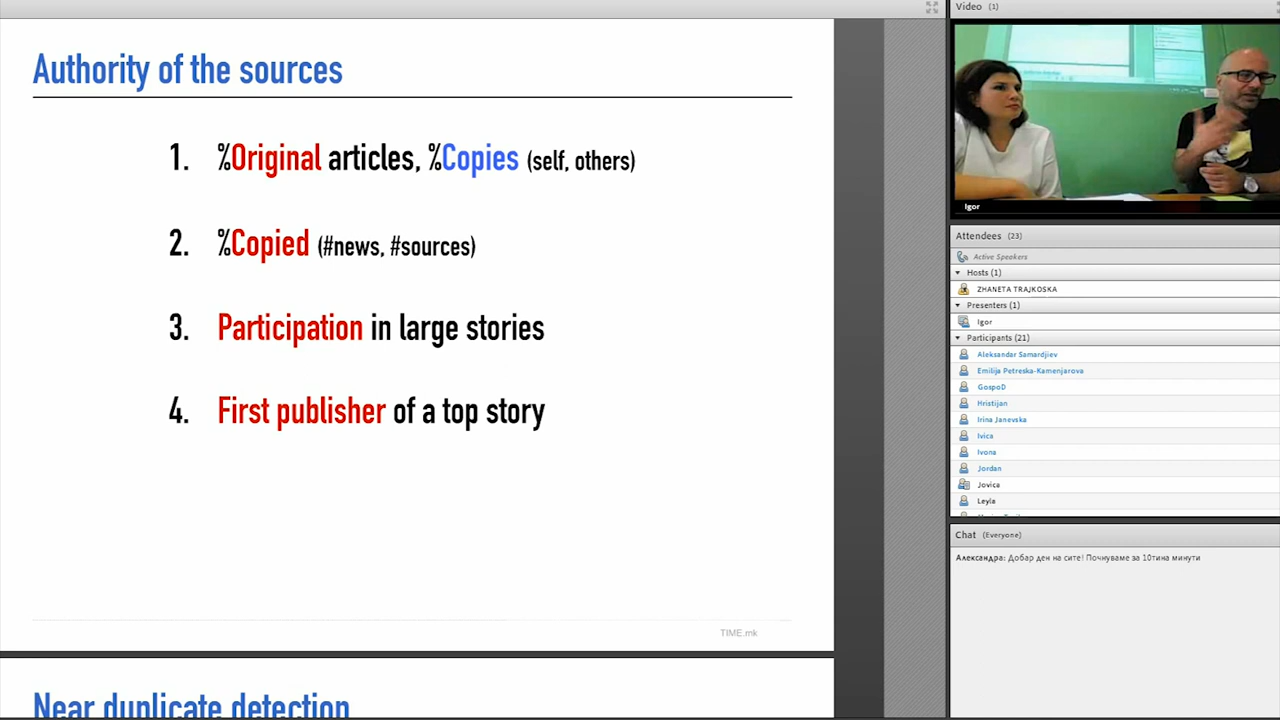 Authority of the sources
1. %Original articles, %Copies (self, others)
2. %Copied (#news, #sources)
3. Participation in large stories
4. First publisher of a top story
TIME.mk
Near duplicate detection
Video (1)
Igor
Attendees (23)
Active Speakers
Hosts (1)
ZHANETA TRAJKOSKA
Presenters (1)
Igor
Participants (21)
Aleksandar Samardjiev
Emilija Petreska-Kamenjarova
GospoD
Hristijan
Irina Janevska
Ivica
Ivona
Jordan
Jovica
Leyla
Chat (Everyone)
Александра: Добар ден на сите! Почнуваме за 10тина минути